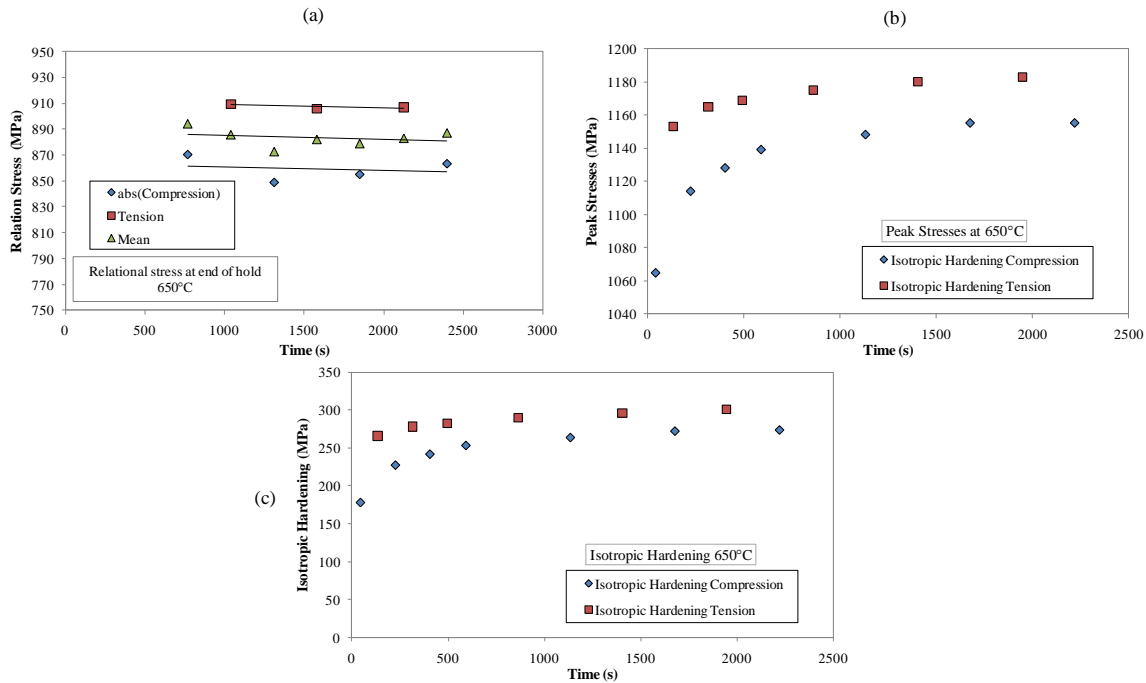 (a)
950
930
910
890
870
850
830
810
790
770
750
Relation Stress (MPa)
abs(Compression)
Tension
Mean
Relational stress at end of hold
650°C
0
500
1000
1500
2000
2500
3000
Time (s)
(b)
1200
1180
1160
1140
1120
1100
1080
1060
1040
Peak Stresses (MPa)
Peak Stresses at 650°C
Isotropic Hardening Compression
Isotropic Hardening Tension
0
500
1000
1500
2000
2500
Time (s)
(c)
350
300
250
200
150
100
50
0
Isotropic Hardening (MPa)
Isotropic Hardening 650°C
Isotropic Hardening Compression
Isotropic Hardening Tension
0
500
1000
1500
2000
2500
Time (s)